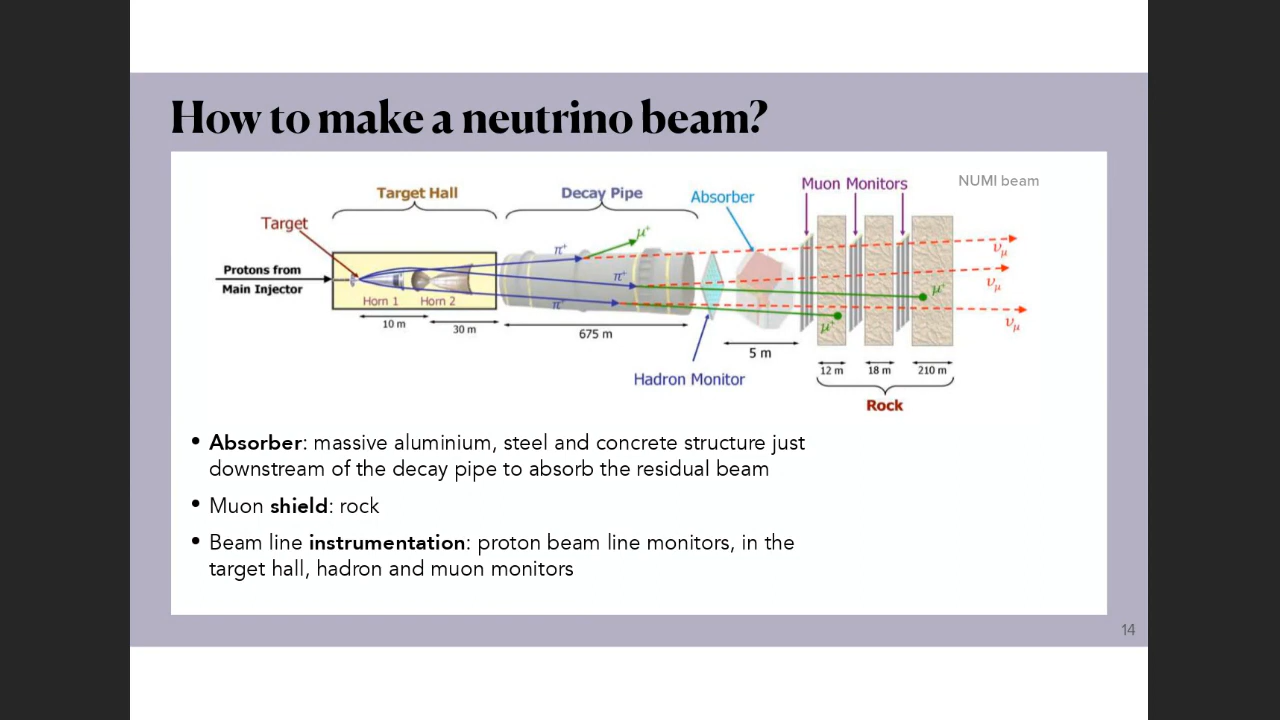 How to make a neutrino beam?
NUMI beam
Target Hall
Decay Pipe
Absorber
Muon Monitors
Target
Protons from
Main Injector
Horn 1
Horn 2
π⁺
π⁺
π⁻
μ⁺
μ⁺
μ⁺
νμ
νμ
νμ
10 m
30 m
675 m
5 m
12 m
18 m
210 m
Hadron Monitor
Rock
• Absorber: massive aluminium, steel and concrete structure just
downstream of the decay pipe to absorb the residual beam
• Muon shield: rock
• Beam line instrumentation: proton beam line monitors, in the
target hall, hadron and muon monitors
14